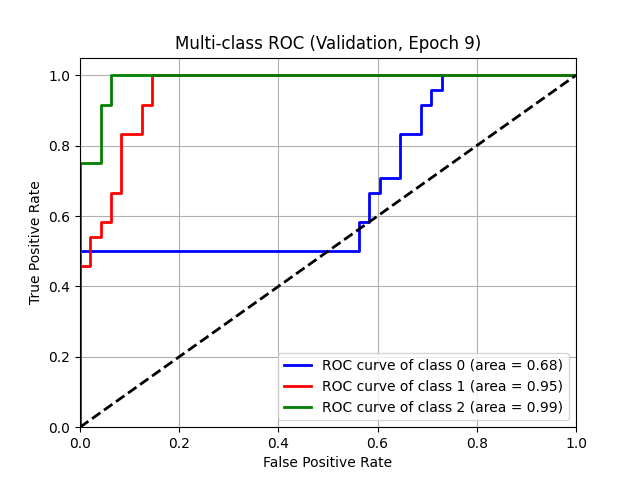 Multi-class ROC (Validation, Epoch 9)
True Positive Rate
1.0
0.8
0.6
0.4
0.2
0.0
ROC curve of class 0 (area = 0.68)
ROC curve of class 1 (area = 0.95)
ROC curve of class 2 (area = 0.99)
0.0 0.2 0.4 0.6 0.8 1.0
False Positive Rate